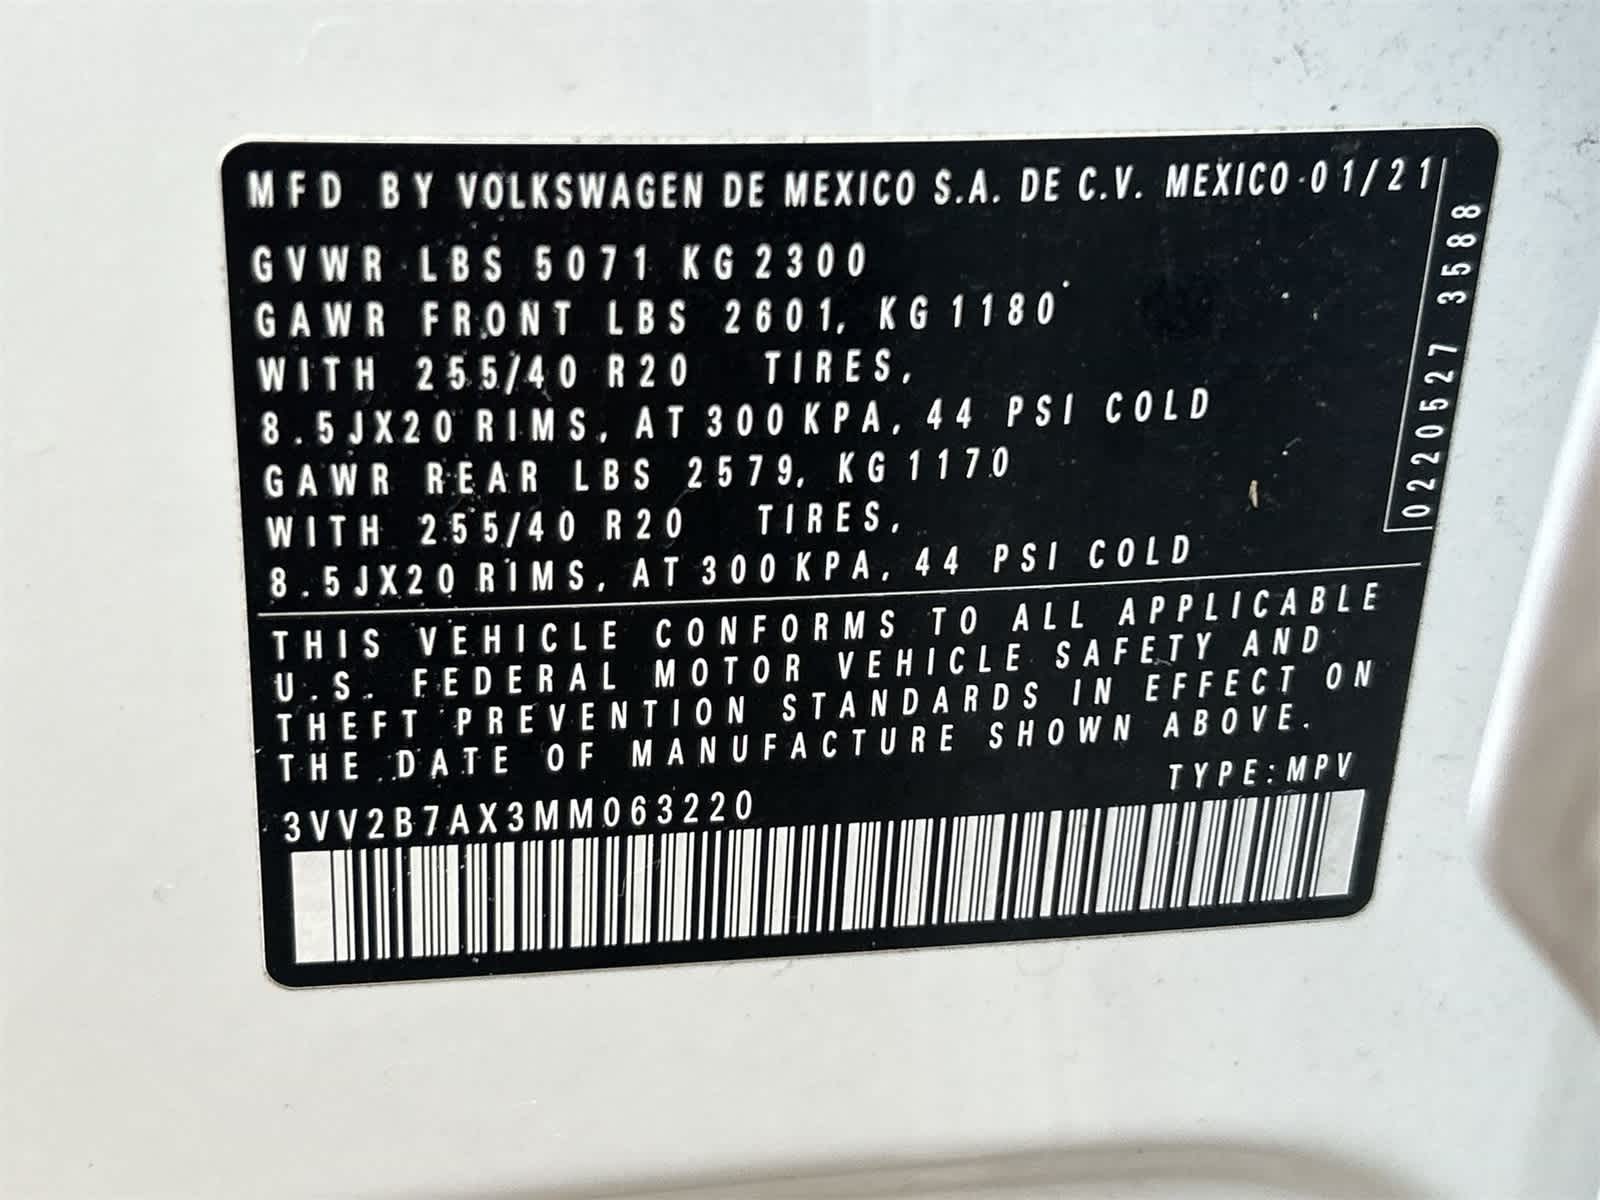 MFD BY VOLKSWAGEN DE MEXICO S.A. DE C.V. MEXICO 01/21
GVWR LBS 5071 KG 2300
GAWR FRONT LBS 2601, KG 1180
WITH 255/40 R20 TIRES,
8.5JX20 RIMS, AT 300 KPA, 44 PSI COLD
GAWR REAR LBS 2579, KG 1170
WITH 255/40 R20 TIRES,
8.5JX20 RIMS, AT 300 KPA, 44 PSI COLD
0220527 3588
THIS VEHICLE CONFORMS TO ALL APPLICABLE
U.S. FEDERAL MOTOR VEHICLE SAFETY AND
THEFT PREVENTION STANDARDS IN EFFECT ON
THE DATE OF MANUFACTURE SHOWN ABOVE.
TYPE: MPV
3VV2B7AX3MM063220